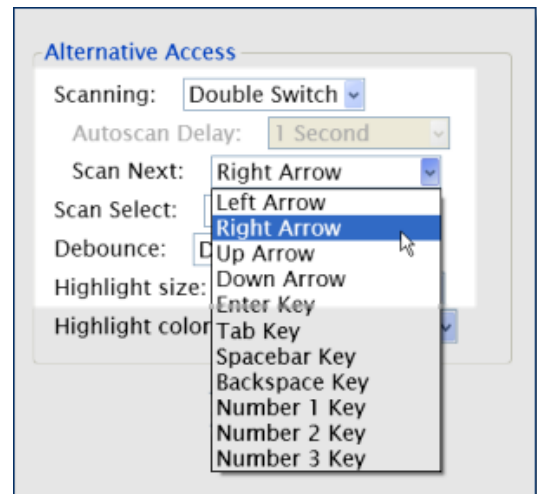 Alternative Access
Scanning: Double Switch
Autoscan Delay: 1 Second
Scan Next: Right Arrow
Left Arrow
Scan Select:
Right Arrow
Debounce: D
Up Arrow
Down Arrow
Highlight size:
Enter Key
Highlight color
Tab Key
Spacebar Key
Backspace Key
Number 1 Key
Number 2 Key
Number 3 Key